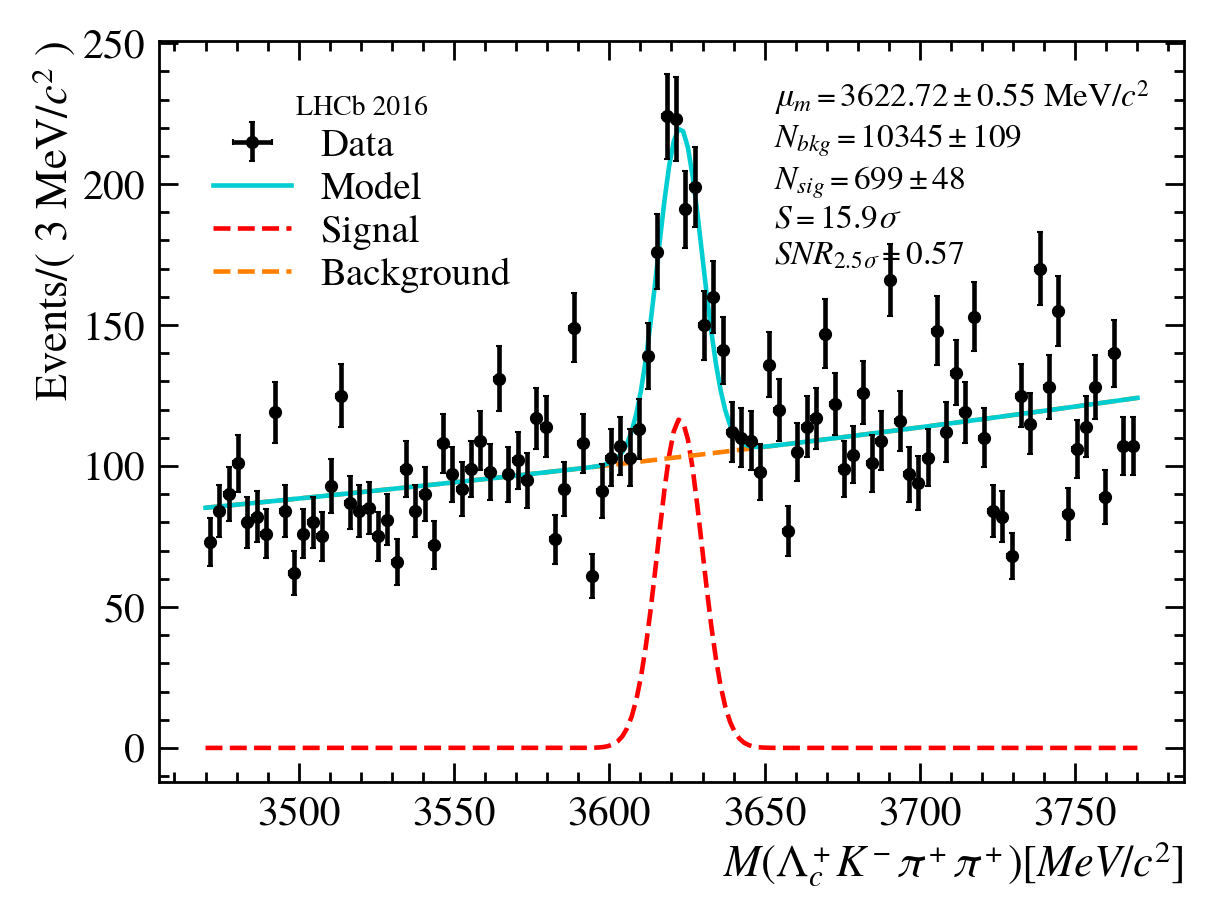 250
200
150
100
50
0
Events/( 3 MeV/c² )
LHCb 2016
Data
Model
Signal
Background
μ_m = 3622.72 ± 0.55 MeV/c²
N_bkg = 10345 ± 109
N_sig = 699 ± 48
S = 15.9σ
SNR_2.5σ = 0.57
3500 3550 3600 3650 3700 3750
M(Λ_c^+ K^- π^+ π^+)[MeV/c²]